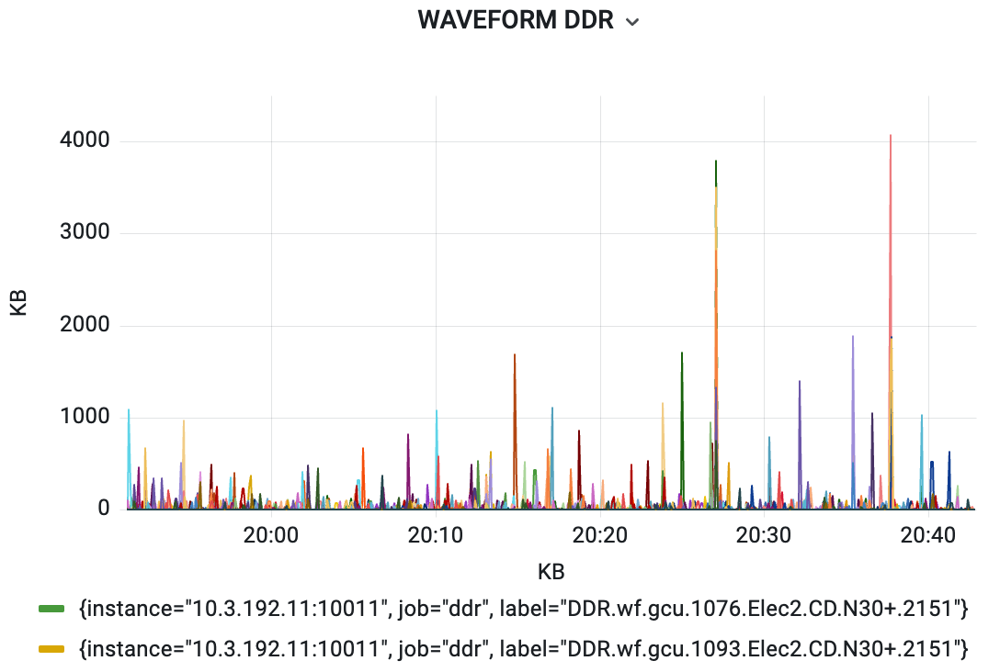 WAVEFORM DDR
4000
3000
2000
1000
0
KB
20:00 20:10 20:20 20:30 20:40
KB
{instance="10.3.192.11:10011", job="ddr", label="DDR.wf.gcu.1076.Elec2.CD.N30+.2151"}
{instance="10.3.192.11:10011", job="ddr", label="DDR.wf.gcu.1093.Elec2.CD.N30+.2151"}